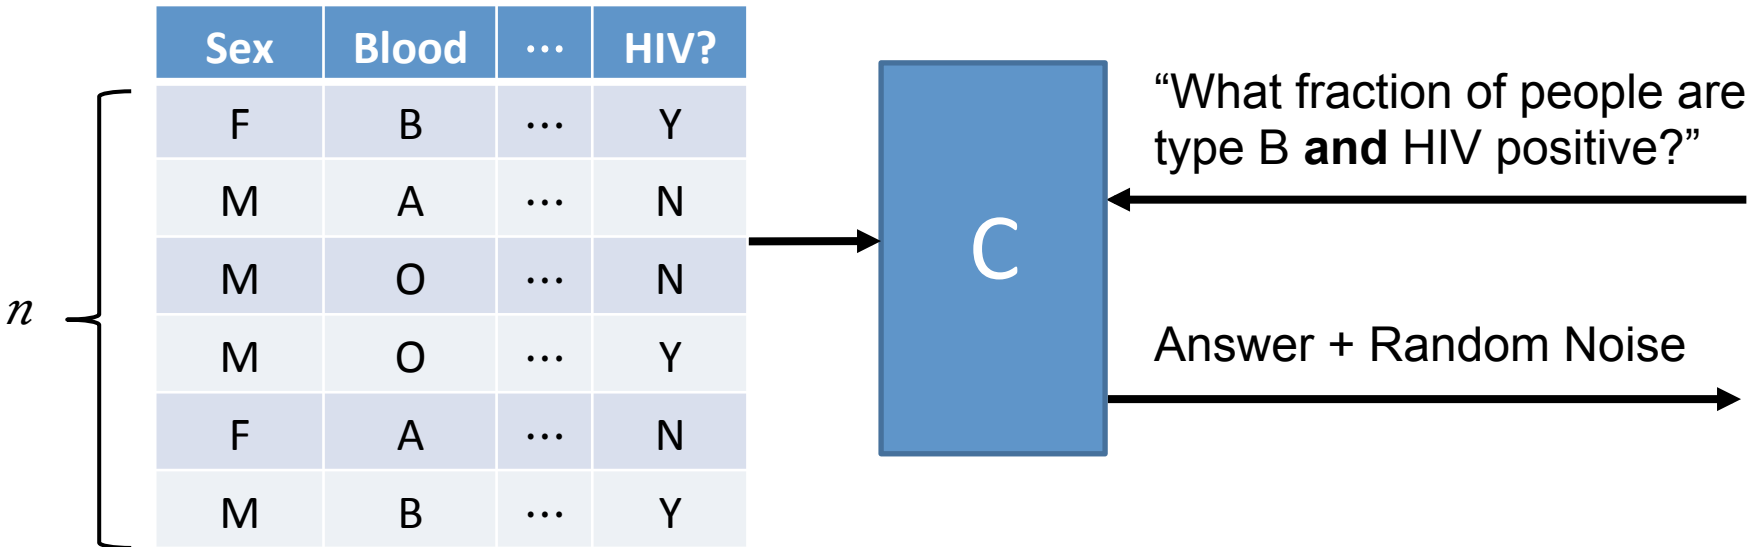 Sex Blood ... HIV?
F B ... Y
M A ... N
M O ... N
n
M O ... Y
F A ... N
M B ... Y
C
“What fraction of people are
type B and HIV positive?”
Answer + Random Noise